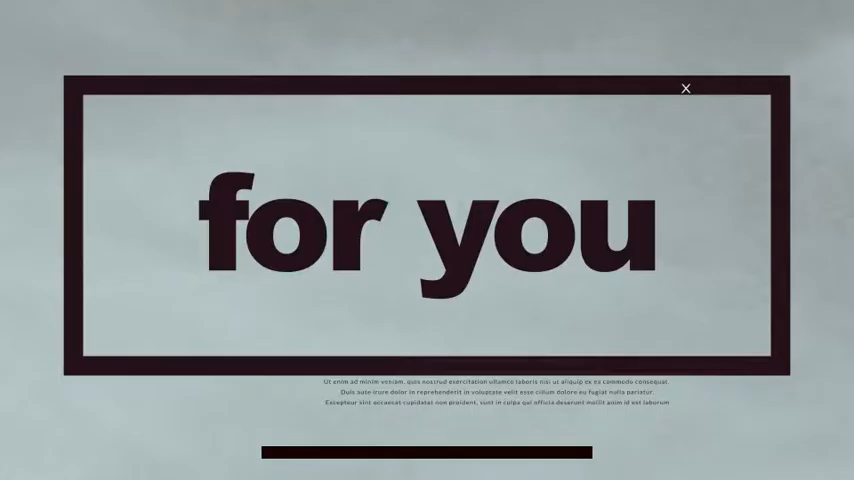 X
for you
Ut enim ad minim veniam, quis nostrud exercitation ullamco laboris nisi ut aliquip ex ea commodo consequat.
Duis aute irure dolor in reprehenderit in voluptate velit esse cillum dolore eu fugiat nulla pariatur.
Excepteur sint occaecat cupidatat non proident, sunt in culpa qui officia deserunt mollit anim id est laborum